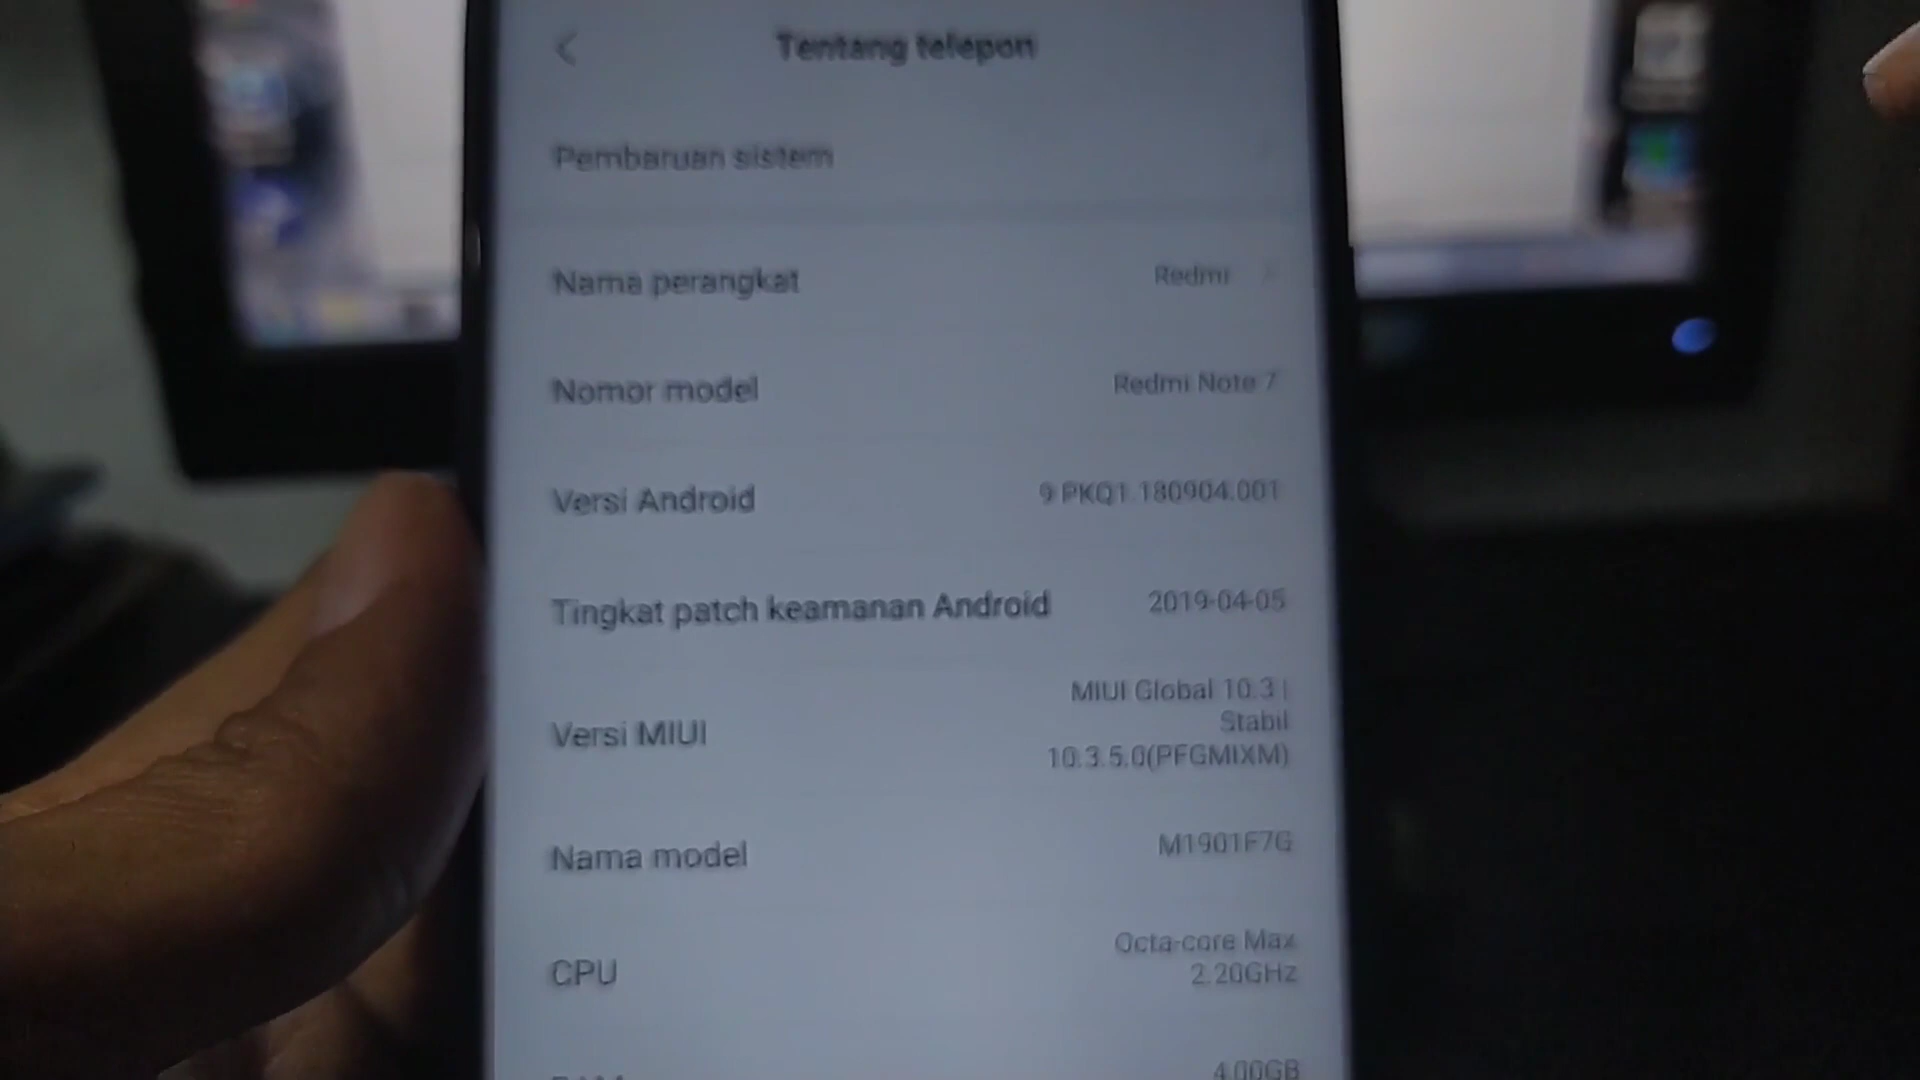 Tentang telepon
Pembaruan sistem
Nama perangkat Redmi
Nomor model Redmi Note 7
Versi Android 9 PKQ1.180904.001
Tingkat patch keamanan Android 2019-04-05
Versi MIUI MIUI Global 10.3 |
Stabil
10.3.5.0(PFGMIXM)
Nama model M1901F7G
CPU Octa-core Max
2.20GHz
4.00GB